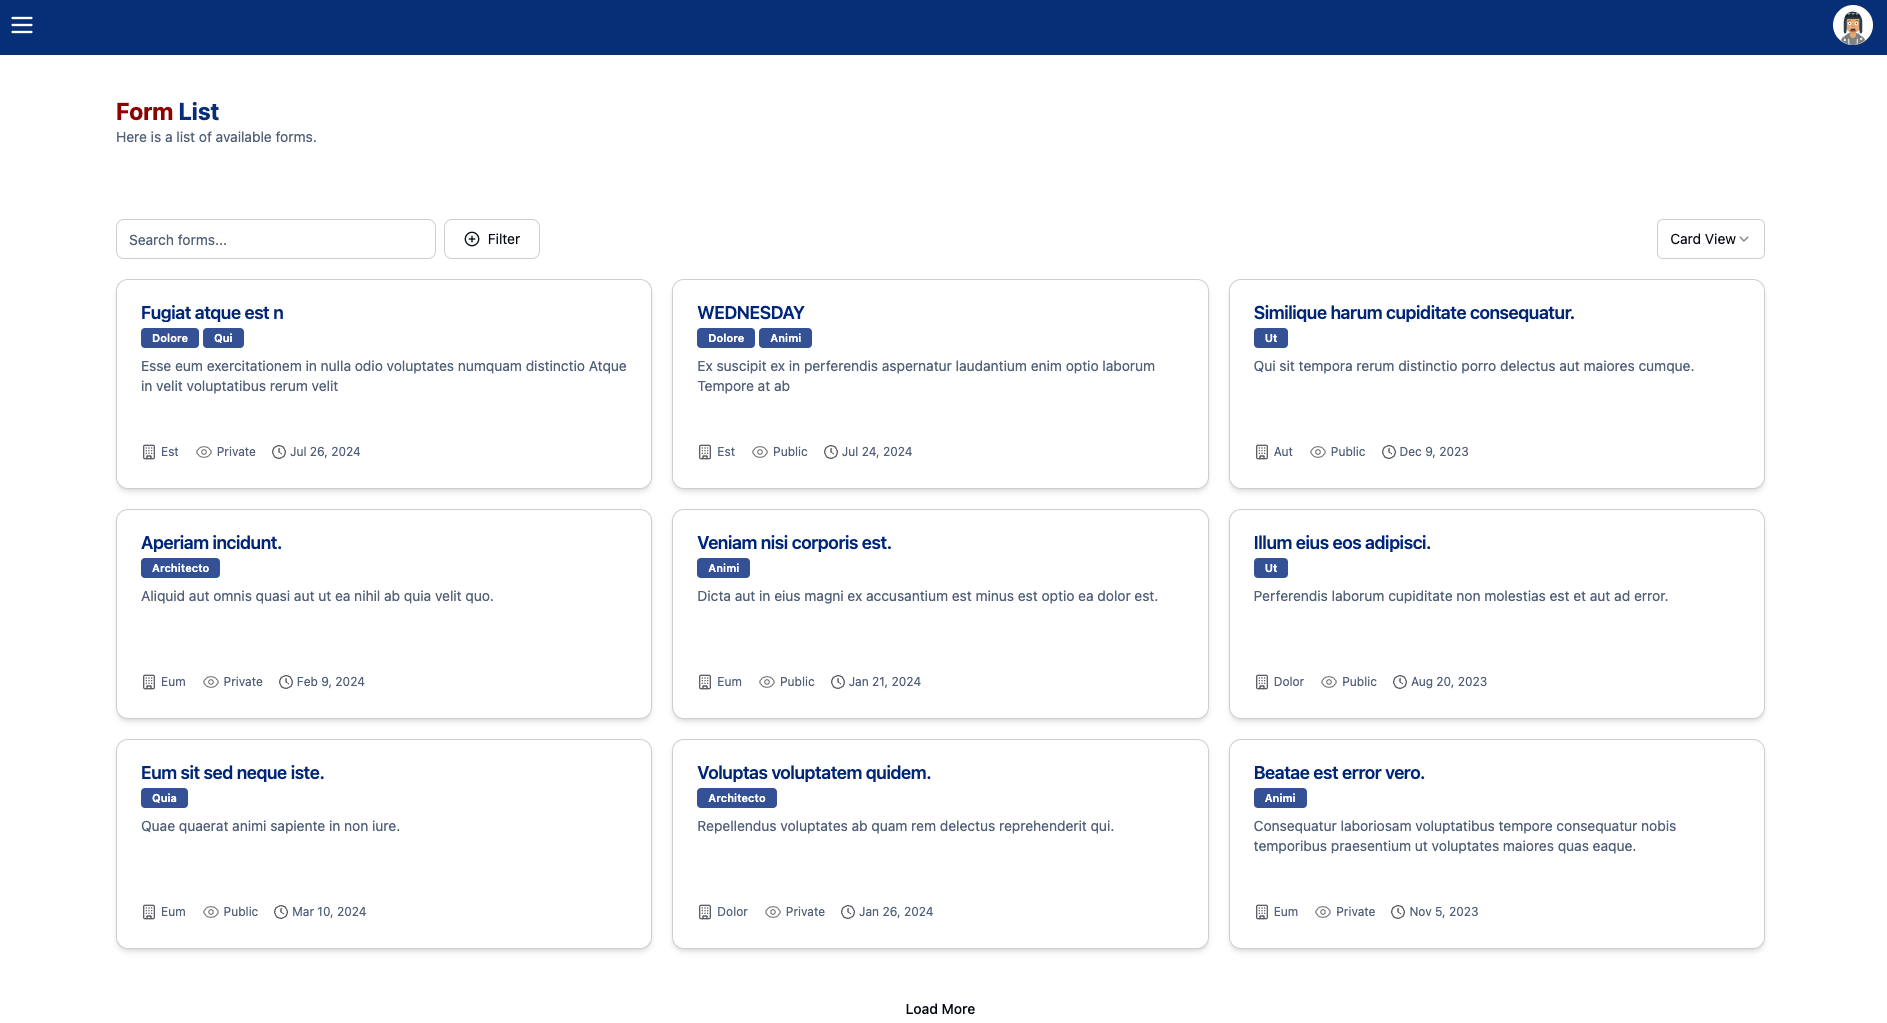 Form List
Here is a list of available forms.
Search forms...
Filter
Card View
Fugiat atque est n
Dolore Qui
Esse eum exercitationem in nulla odio voluptates numquam distinctio Atque
in velit voluptatibus rerum velit
Est Private Jul 26, 2024
WEDNESDAY
Dolore Animi
Ex suscipit ex in perferendis aspernatur laudantium enim optio laborum
Tempore at ab
Est Public Jul 24, 2024
Similique harum cupiditate consequatur.
Ut
Qui sit tempora rerum distinctio porro delectus aut maiores cumque.
Aut Public Dec 9, 2023
Aperiam incidunt.
Architecto
Aliquid aut omnis quasi aut ut ea nihil ab quia velit quo.
Eum Private Feb 9, 2024
Veniam nisi corporis est.
Animi
Dicta aut in eius magni ex accusantium est minus est optio ea dolor est.
Eum Public Jan 21, 2024
Illum eius eos adipisci.
Ut
Perferendis laborum cupiditate non molestias est et aut ad error.
Dolor Public Aug 20, 2023
Eum sit sed neque iste.
Quia
Quae quaerat animi sapiente in non iure.
Eum Public Mar 10, 2024
Voluptas voluptatem quidem.
Architecto
Repellendus voluptates ab quam rem delectus reprehenderit qui.
Dolor Private Jan 26, 2024
Beatae est error vero.
Animi
Consequatur laboriosam voluptatibus tempore consequatur nobis
temporibus praesentium ut voluptates maiores quas eaque.
Eum Private Nov 5, 2023
Load More